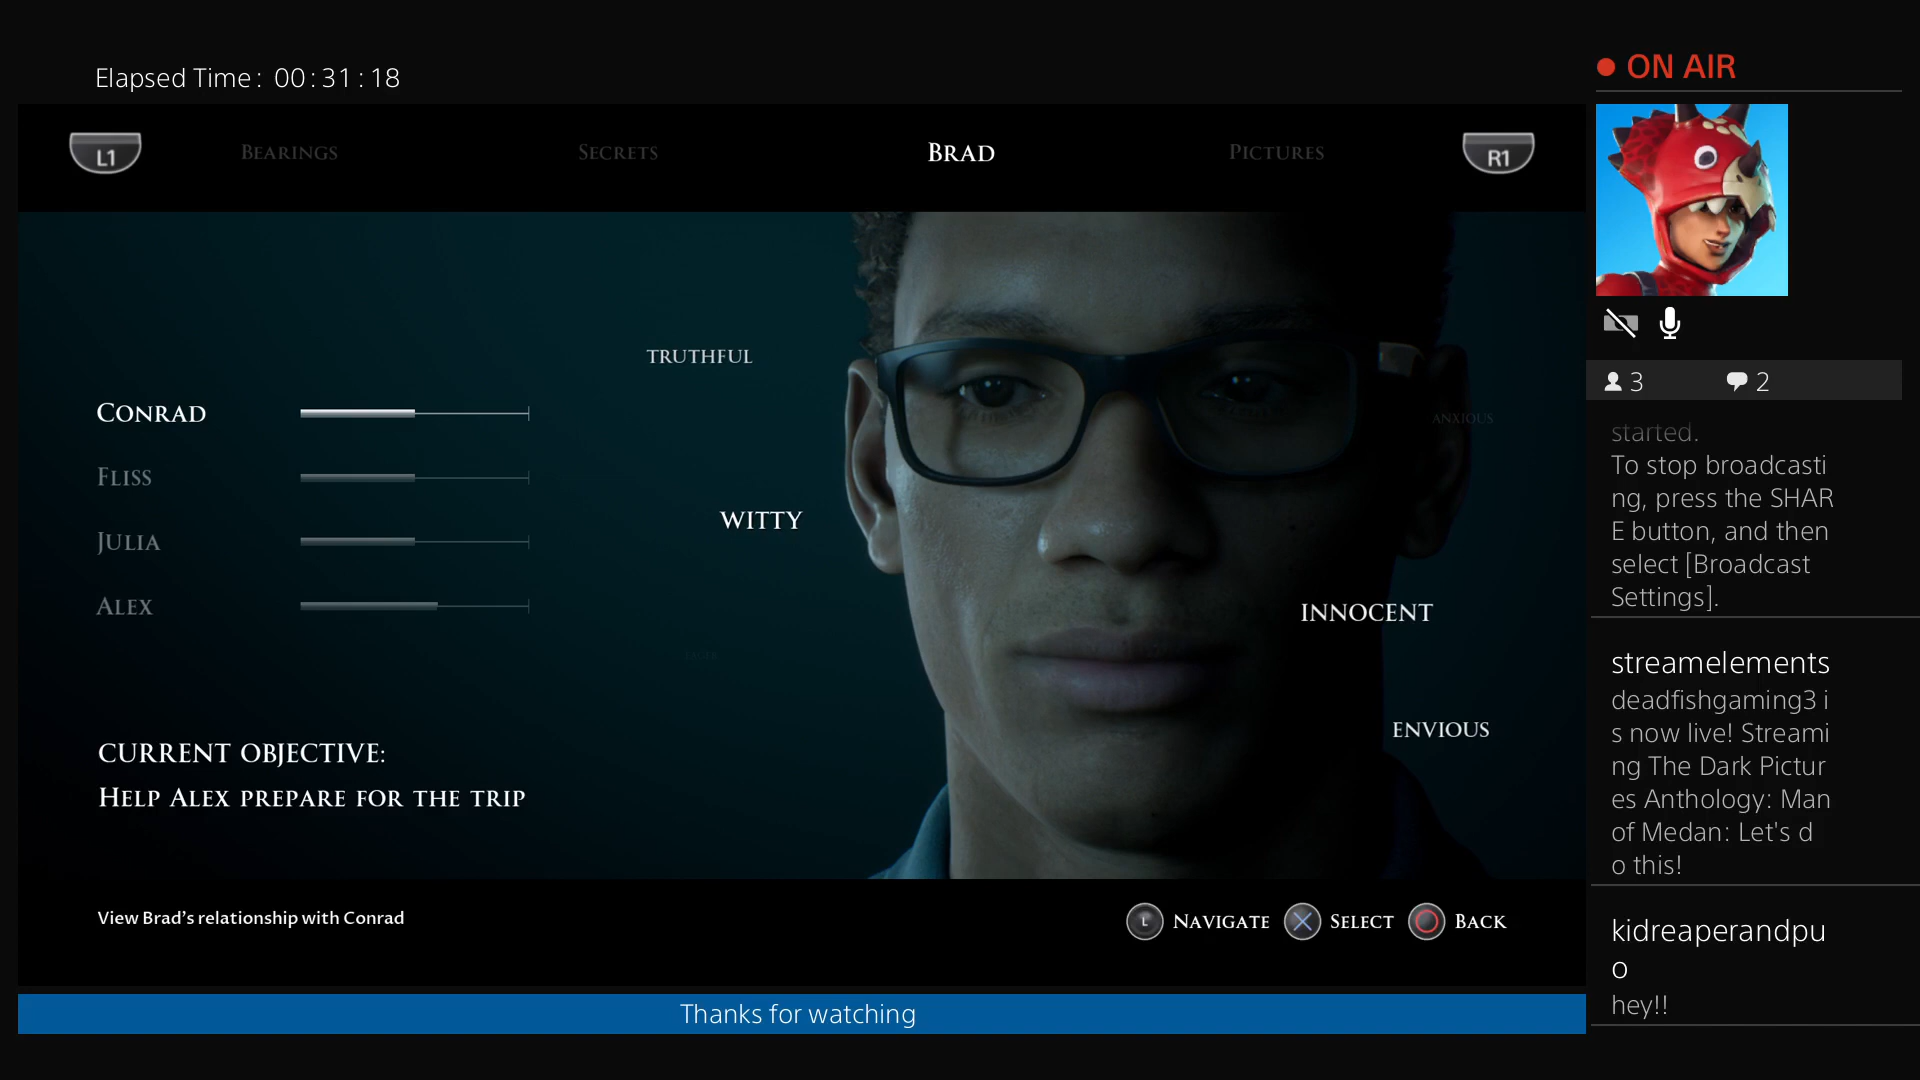 Elapsed Time: 00:31:18
ON AIR
L1
BEARINGS
SECRETS
BRAD
PICTURES
R1
TRUTHFUL
ANXIOUS
CONRAD
FLISS
WITTY
JULIA
ALEX
INNOCENT
ENVIOUS
CURRENT OBJECTIVE:
HELP ALEX PREPARE FOR THE TRIP
View Brad's relationship with Conrad
L NAVIGATE
SELECT
BACK
Thanks for watching
3
2
started.
To stop broadcasti
ng, press the SHAR
E button, and then
select [Broadcast
Settings].
streamelements
deadfishgaming3 i
s now live! Streami
ng The Dark Pictur
es Anthology: Man
of Medan: Let's d
o this!
kidreaperandpu
o
hey!!